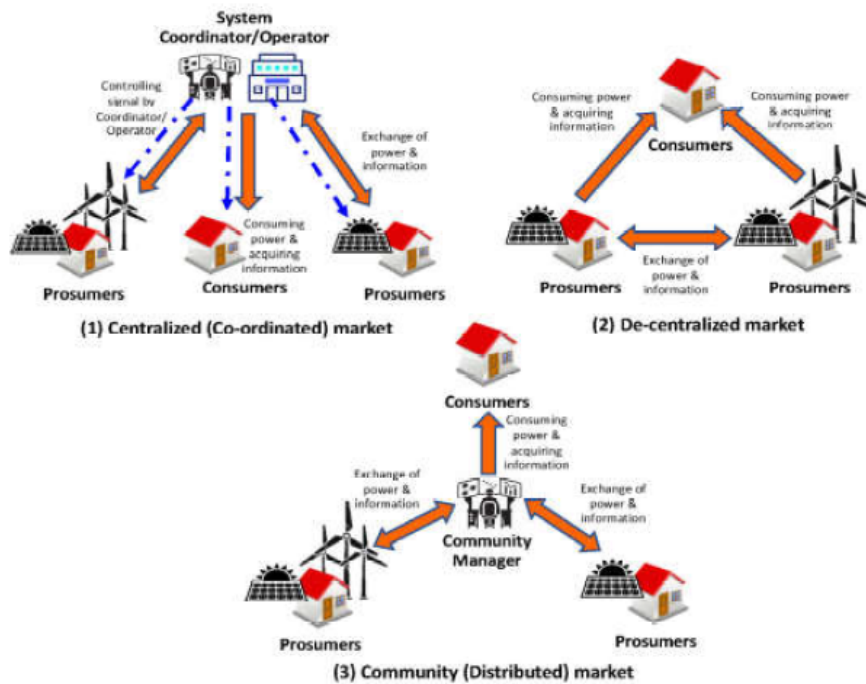 System
Coordinator/Operator
Controlling
signal by
Coordinator/
Operator
Exchange of
power &
information
Consuming
power &
acquiring
information
Prosumers
Consumers
Prosumers
(1) Centralized (Co-ordinated) market
Consuming power
& acquiring
information
Consuming power
& acquiring
information
Consumers
Prosumers
Exchange of
power &
information
Prosumers
(2) De-centralized market
Consumers
Consuming
power &
acquiring
information
Exchange of
power &
information
Exchange of
power &
information
Community
Manager
Prosumers
Prosumers
(3) Community (Distributed) market